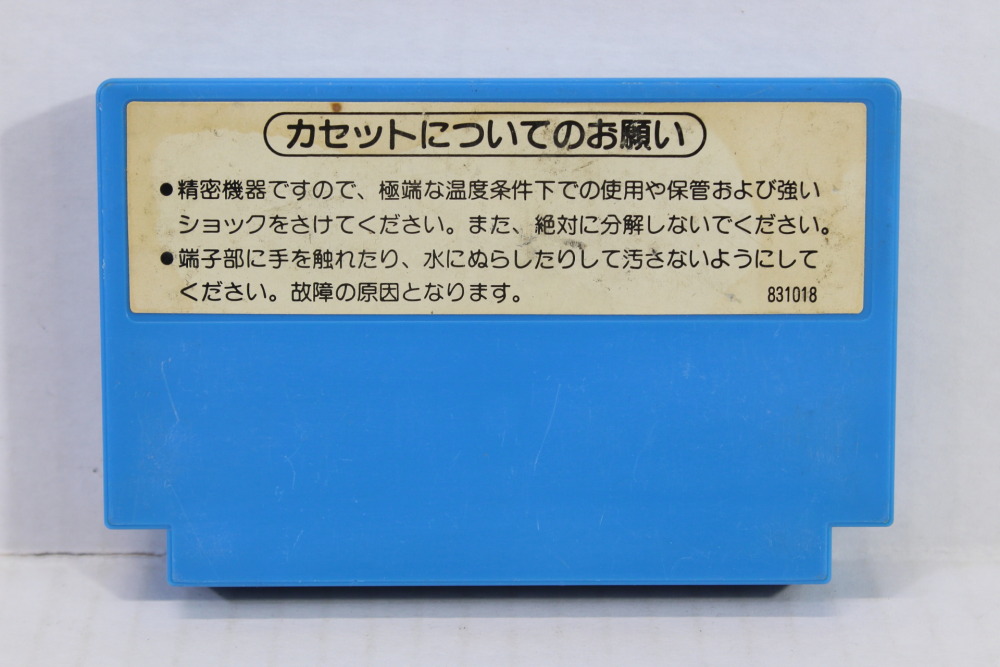 カセットについてのお願い
●精密機器ですので、極端な温度条件下での使用や保管および強い
ショックをさけてください。また、絶対に分解しないでください。
●端子部に手を触れたり、水にぬらしたりして汚さないようにして
ください。故障の原因となります。
831018